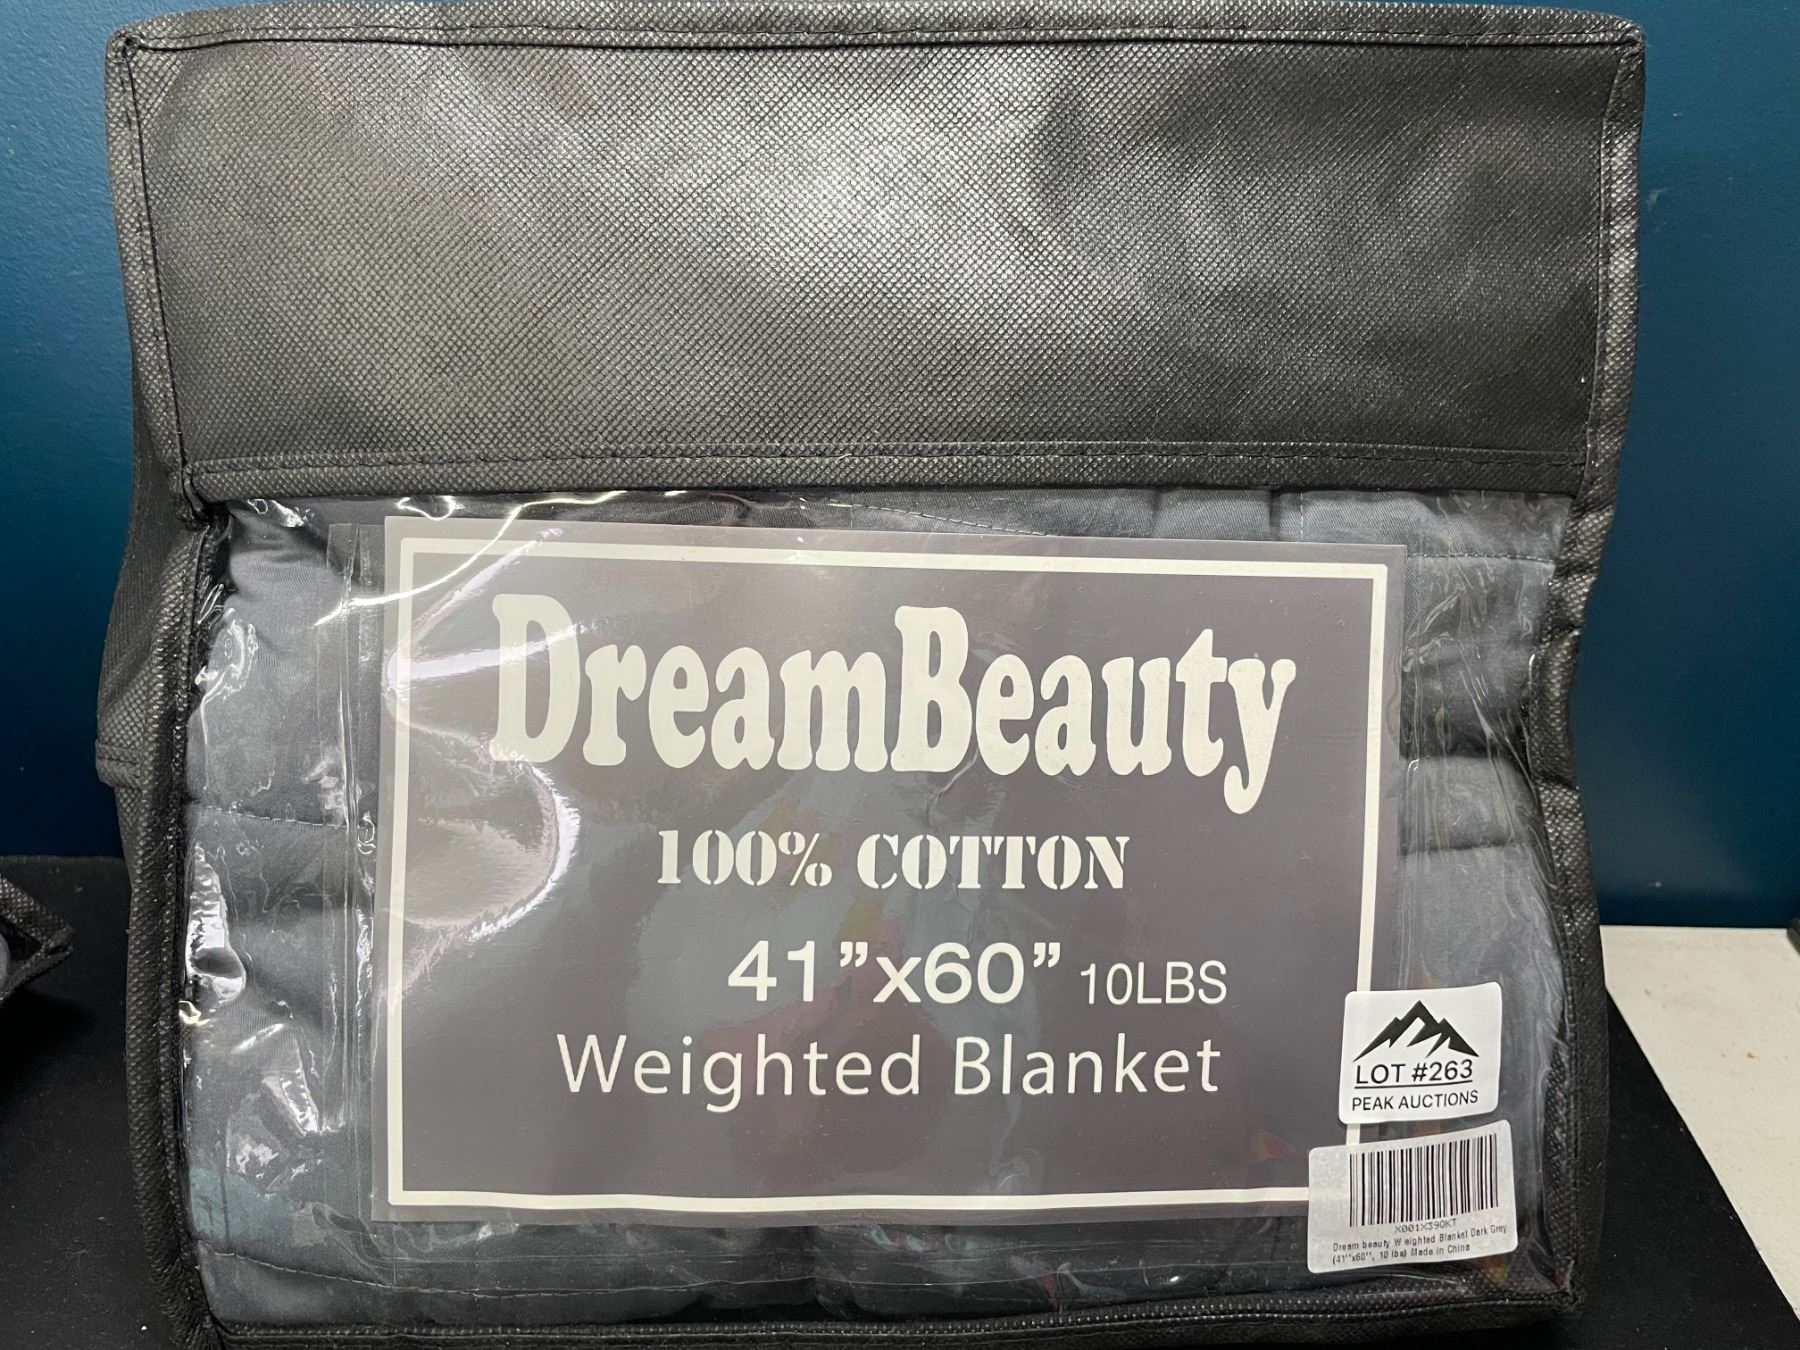 DreamBeauty
100% COTTON
41”x60” 10LBS
Weighted Blanket
LOT #263
PEAK AUCTIONS
X001X39QKT
Dream beauty Weighted Blanket Dark Grey
(41''x60'', 10 lbs) Made in China